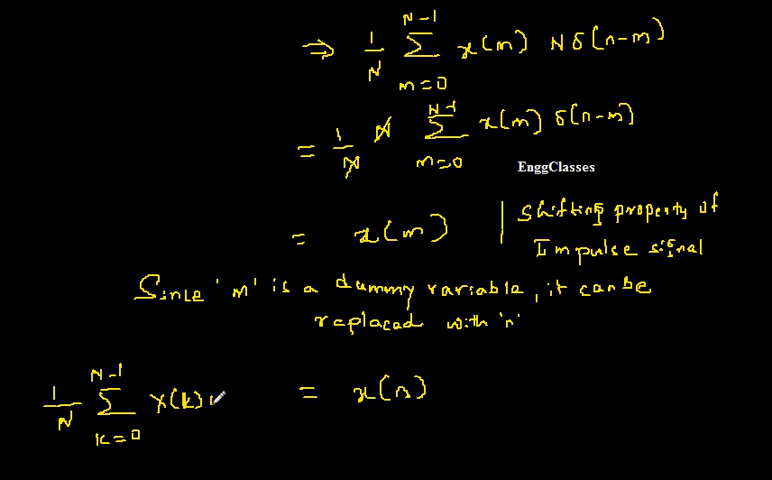 ⇒ 1/N Σ_{m=0}^{N-1} x(m) N δ(n-m)
= 1/N N Σ_{m=0}^{N-1} x(m) δ(n-m)
EnggClasses
= x(m) | Shifting property of
Impulse signal
Since 'm' is a dummy variable, it can be
replaced with 'n'
1/N Σ_{k=0}^{N-1} X(k) = x(n)